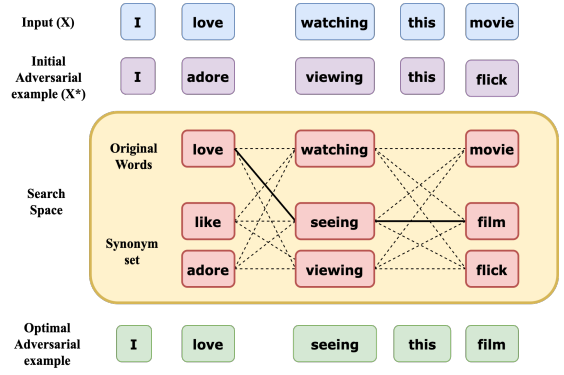 Input (X) I love watching this movie
Initial
Adversarial
example (X*)
I adore viewing this flick
Original
Words
love watching movie
Search
Space
like seeing film
Synonym
set
adore viewing flick
Optimal
Adversarial
example
I love seeing this film